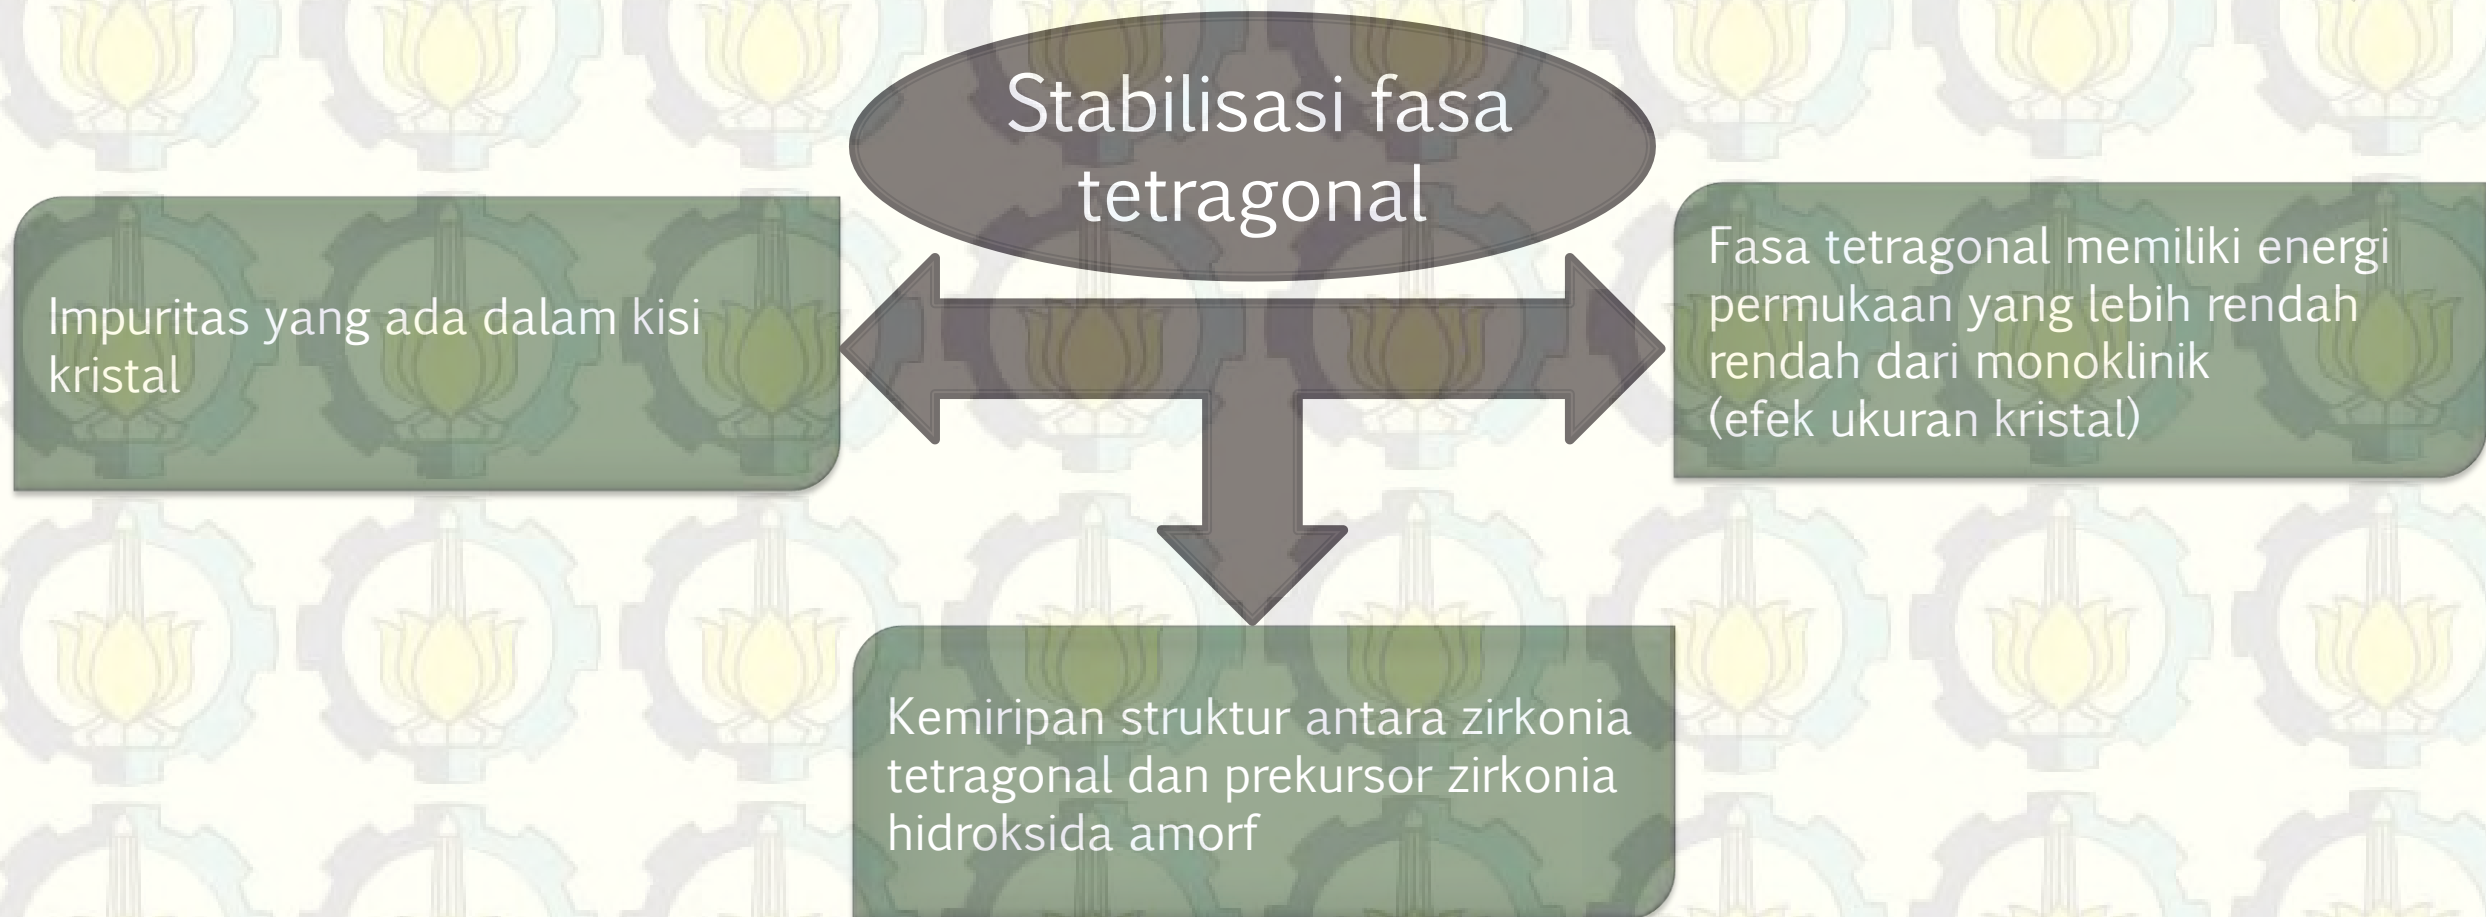 Stabilisasi fasa
tetragonal
Impuritas yang ada dalam kisi
kristal
Fasa tetragonal memiliki energi
permukaan yang lebih rendah
rendah dari monoklinik
(efek ukuran kristal)
Kemiripan struktur antara zirkonia
tetragonal dan prekursor zirkonia
hidroksida amorf